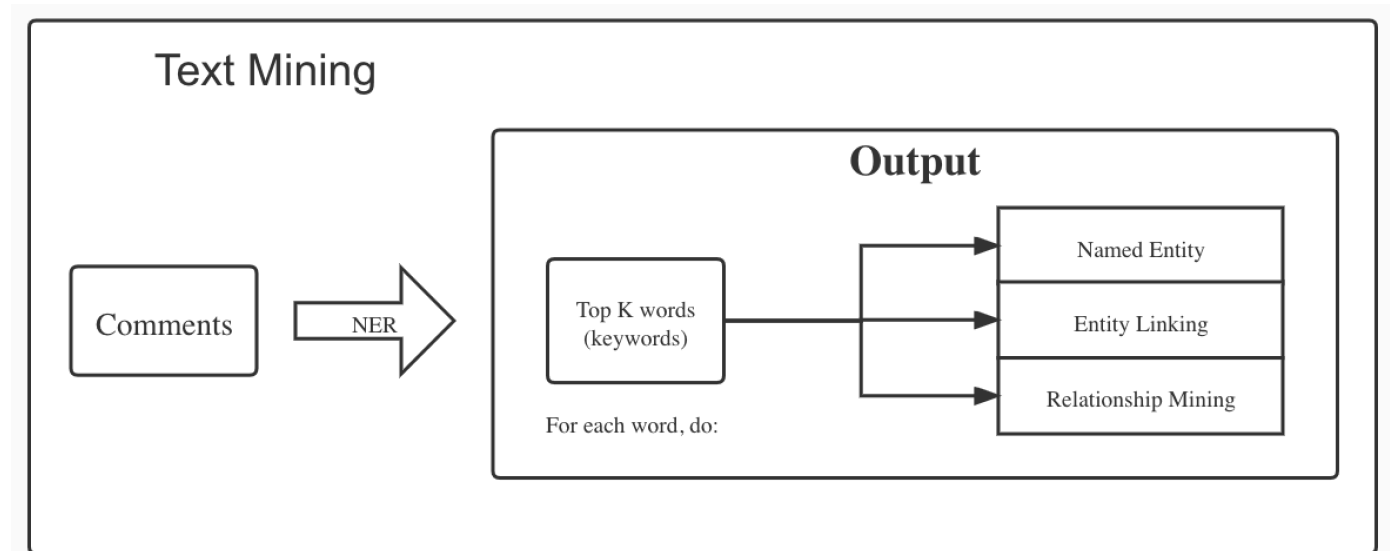 Text Mining
Output
Comments
NER
Top K words
(keywords)
For each word, do:
Named Entity
Entity Linking
Relationship Mining